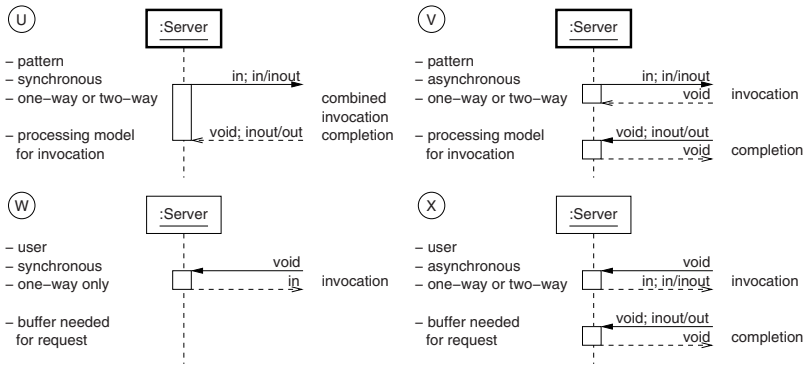 U
:Server
– pattern
– synchronous
– one–way or two–way
– processing model
for invocation
in; in/inout
void; inout/out
combined
invocation
completion
V
:Server
– pattern
– asynchronous
– one–way or two–way
– processing model
for invocation
in; in/inout
void
invocation
void; inout/out
void
completion
W
:Server
– user
– synchronous
– one–way only
– buffer needed
for request
void
in
invocation
X
:Server
– user
– asynchronous
– one–way or two–way
– buffer needed
for request
void
in; in/inout
invocation
void; inout/out
void
completion